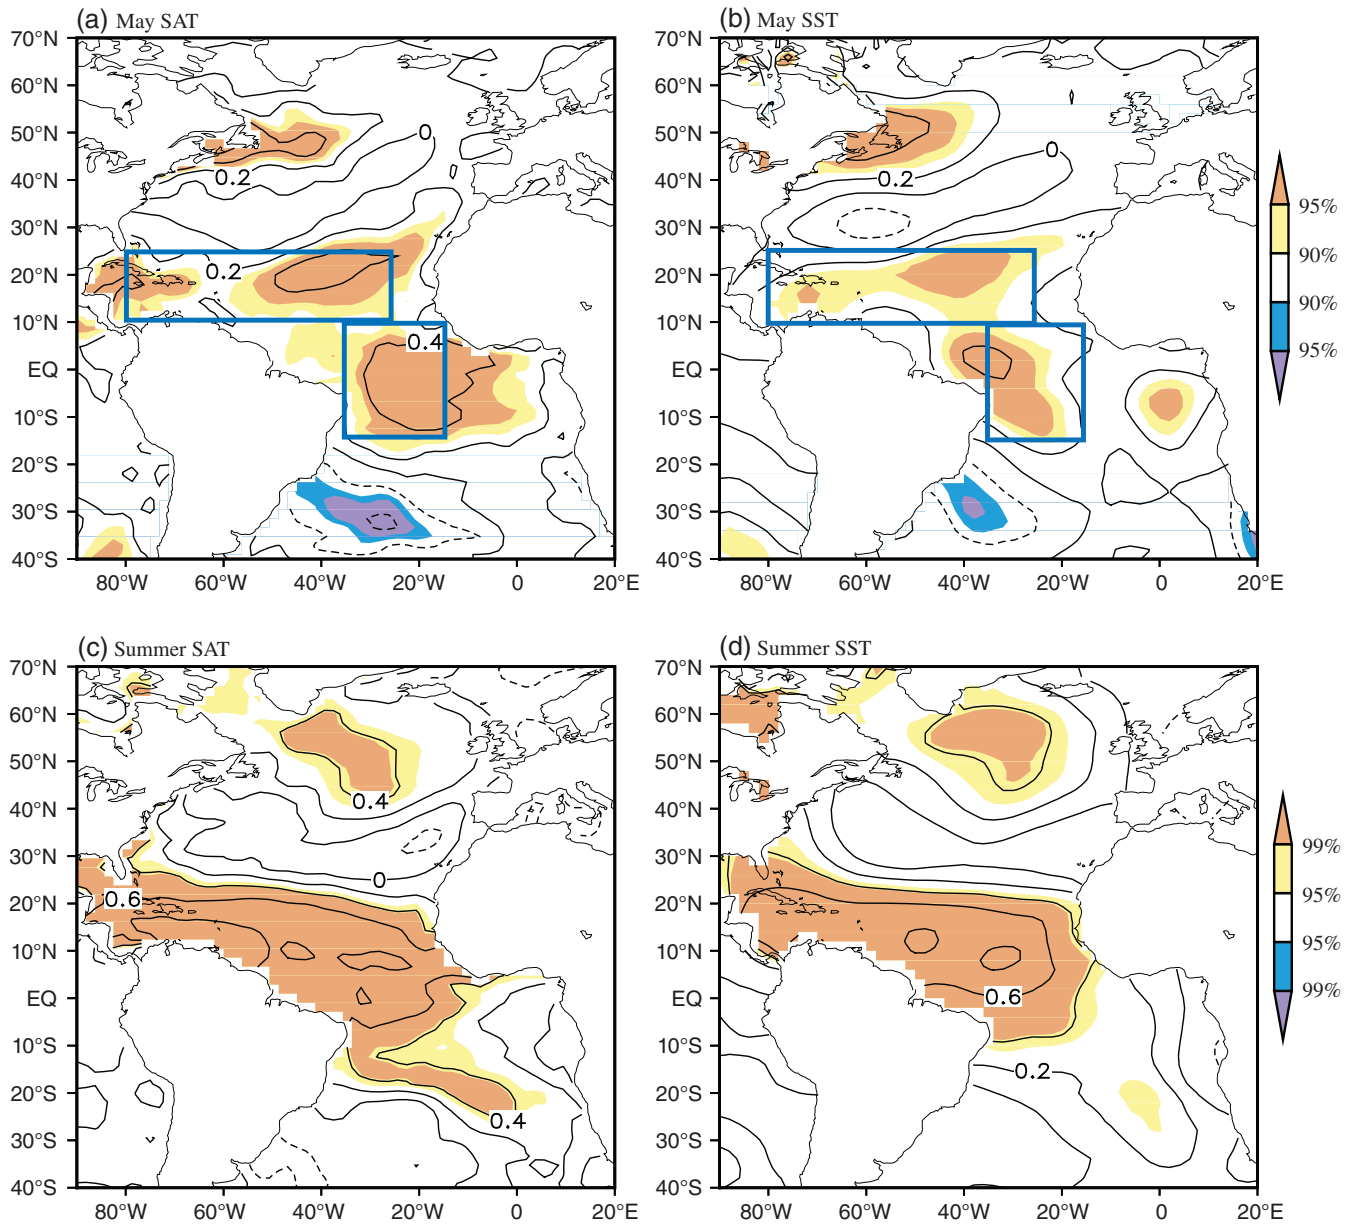 (a) May SAT
70°N
60°N
50°N
40°N
30°N
20°N
10°N
EQ
10°S
20°S
30°S
40°S
80°W 60°W 40°W 20°W 0 20°E
0
0.2
0.2
0.4
(b) May SST
70°N
60°N
50°N
40°N
30°N
20°N
10°N
EQ
10°S
20°S
30°S
40°S
80°W 60°W 40°W 20°W 0 20°E
0
0.2
95%
90%
90%
95%
(c) Summer SAT
70°N
60°N
50°N
40°N
30°N
20°N
10°N
EQ
10°S
20°S
30°S
40°S
80°W 60°W 40°W 20°W 0 20°E
0.4
0
0.6
0.4
(d) Summer SST
70°N
60°N
50°N
40°N
30°N
20°N
10°N
EQ
10°S
20°S
30°S
40°S
80°W 60°W 40°W 20°W 0 20°E
0.6
0.2
99%
95%
95%
99%